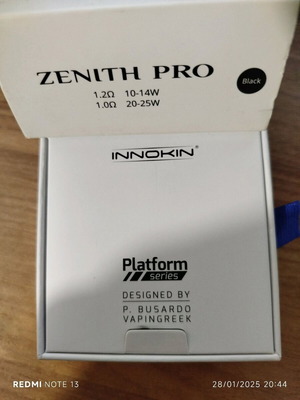 ZENITH PRO
Black
1.2Ω 10-14W
1.0Ω 20-25W
INNOKIN®
Platform
series
DESIGNED BY
P. BUSARDO
VAPINGREEK
REDMI NOTE 13
28/01/2025 20:44